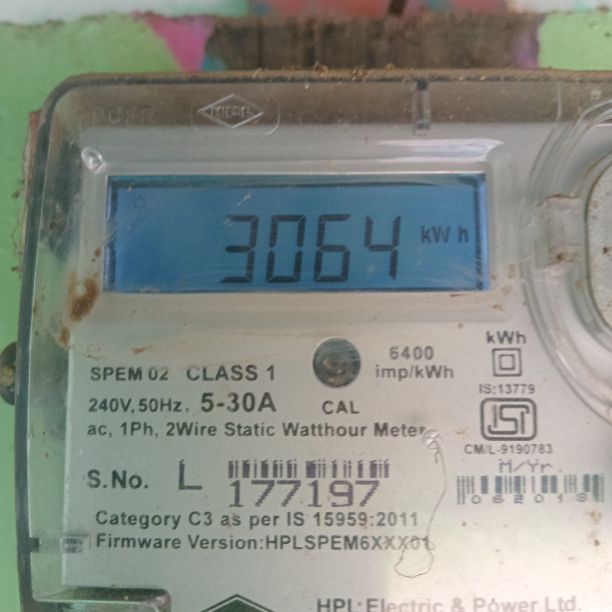 3064 kWh
kWh
6400
imp/kWh
SPEM 02 CLASS 1
IS:13779
240V, 50Hz, 5-30A
CAL
ac, 1Ph, 2Wire Static Watthour Meter
CM/L-9190783
M/Yr.
S.No. L 177197
Category C3 as per IS 15959:2011
Firmware Version:HPLSPEM6XXX01
HPL Electric & Power Ltd.